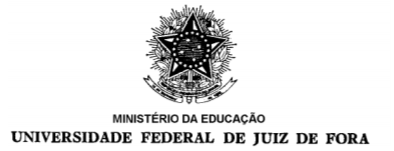 MINISTÉRIO DA EDUCAÇÃO
UNIVERSIDADE FEDERAL DE JUIZ DE FORA